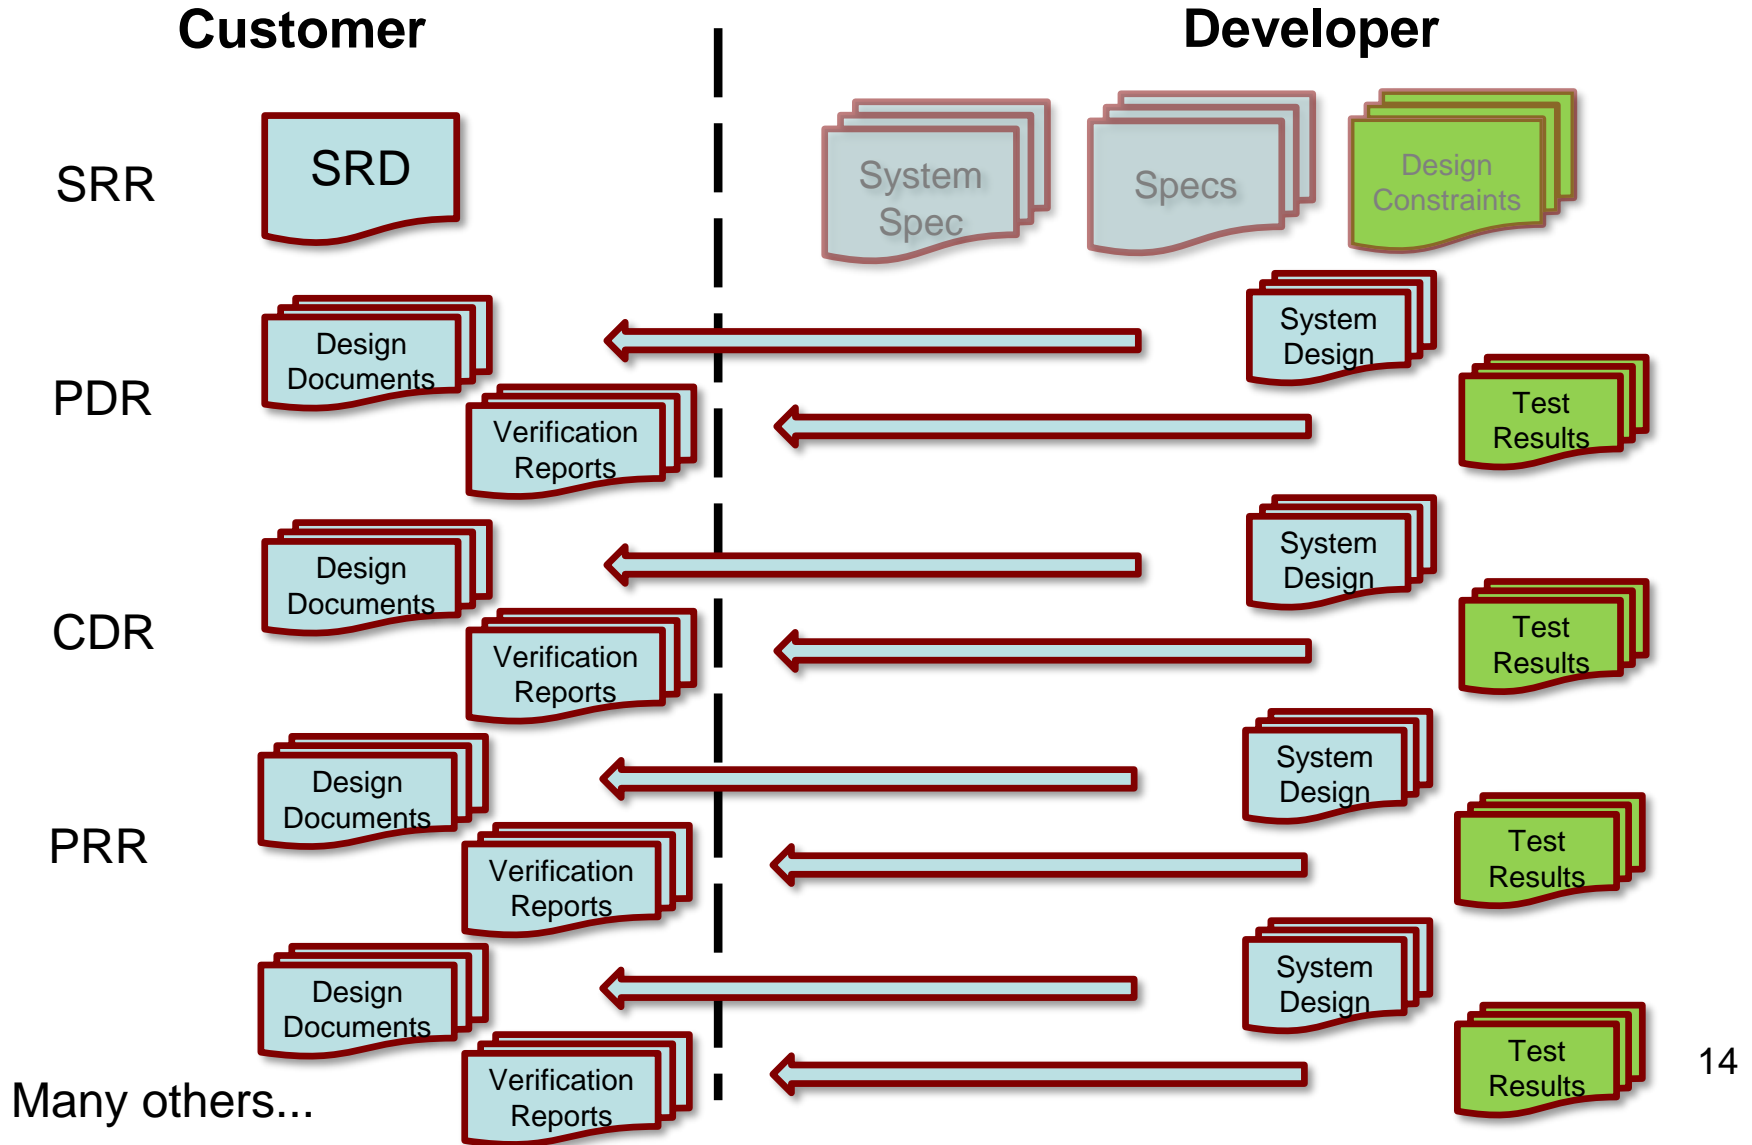 Customer
Developer
SRR
SRD
System
Spec
Specs
Design
Constraints
PDR
Design
Documents
Verification
Reports
System
Design
Test
Results
CDR
Design
Documents
Verification
Reports
System
Design
Test
Results
PRR
Design
Documents
Verification
Reports
System
Design
Test
Results
Design
Documents
Verification
Reports
System
Design
Test
Results
Many others...
14